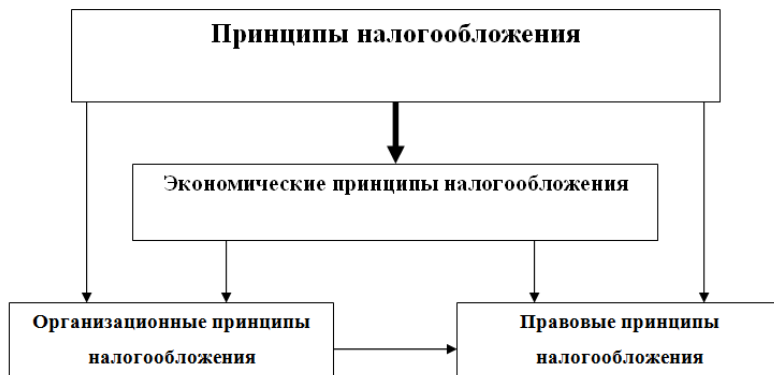 Принципы налогообложения
Экономические принципы налогообложения
Организационные принципы
налогообложения
Правовые принципы
налогообложения